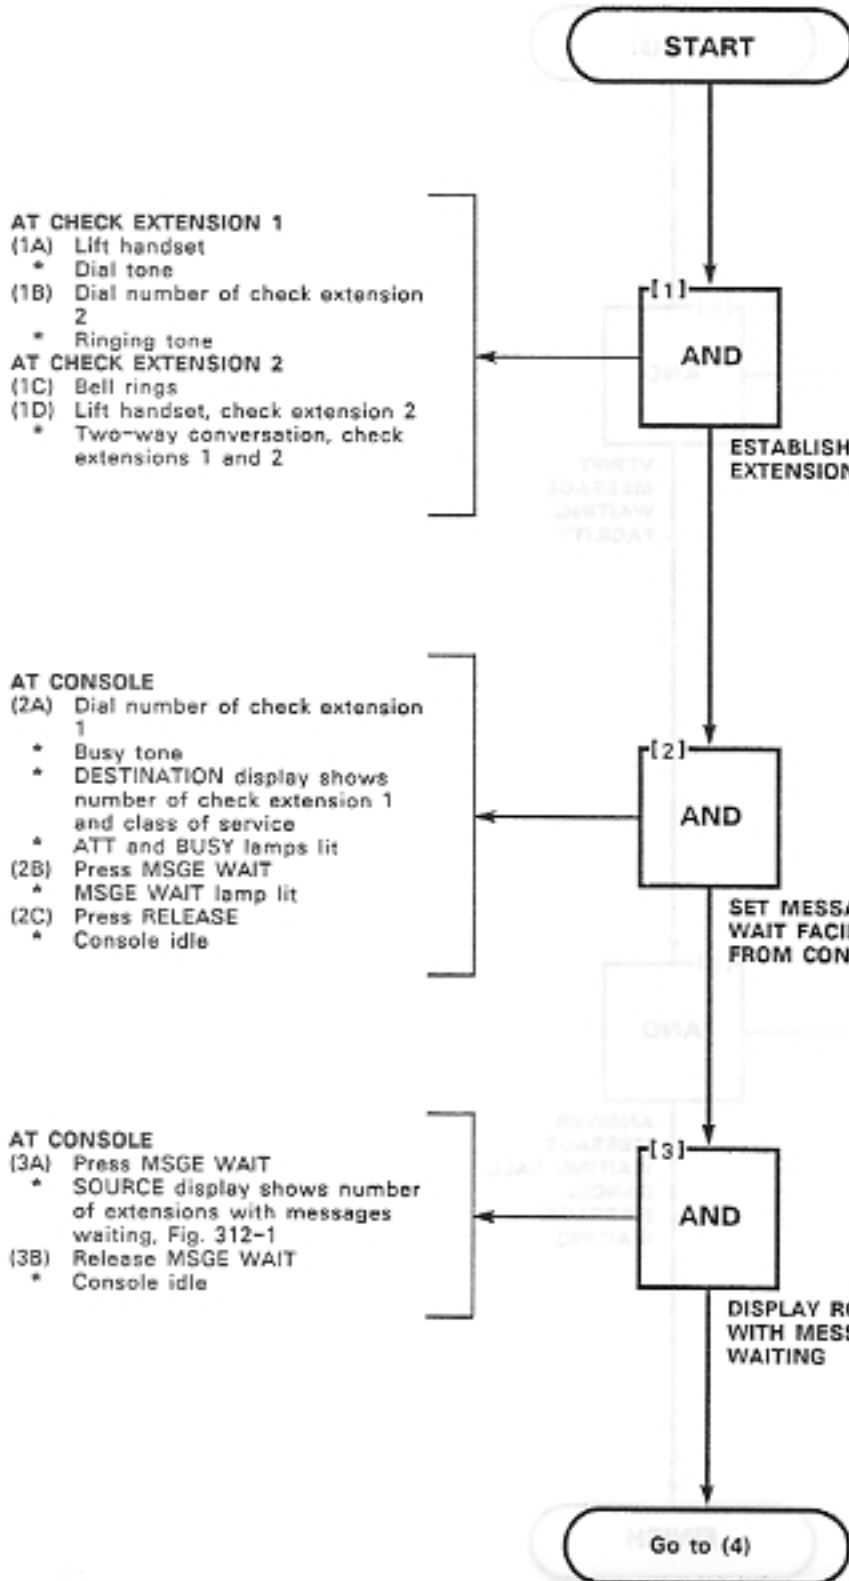 START
AT CHECK EXTENSION 1
(1A) Lift handset
* Dial tone
(1B) Dial number of check extension
2
* Ringing tone
AT CHECK EXTENSION 2
(1C) Bell rings
(1D) Lift handset, check extension 2
* Two-way conversation, check
extensions 1 and 2
[1]
AND
ESTABLISH
EXTENSION
AT CONSOLE
(2A) Dial number of check extension
1
* Busy tone
* DESTINATION display shows
number of check extension 1
and class of service
* ATT and BUSY lamps lit
(2B) Press MSGE WAIT
* MSGE WAIT lamp lit
(2C) Press RELEASE
* Console idle
[2]
AND
SET MESSA
WAIT FACI
FROM CON
AT CONSOLE
(3A) Press MSGE WAIT
* SOURCE display shows number
of extensions with messages
waiting, Fig. 312-1
(3B) Release MSGE WAIT
* Console idle
[3]
AND
DISPLAY RO
WITH MESS
WAITING
Go to (4)